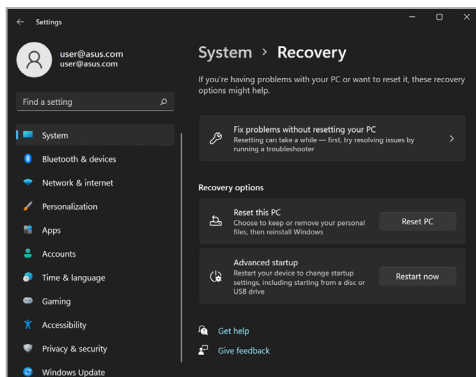 Settings
user@asus.com
user@asus.com
Find a setting
System
Bluetooth & devices
Network & internet
Personalization
Apps
Accounts
Time & language
Gaming
Accessibility
Privacy & security
Windows Update
System > Recovery
If you're having problems with your PC or want to reset it, these recovery
options might help.
Fix problems without resetting your PC
Resetting can take a while — first, try resolving issues by
running a troubleshooter
Recovery options
Reset this PC
Choose to keep or remove your personal
files, then reinstall Windows
Reset PC
Advanced startup
Restart your device to change startup
settings, including starting from a disc or
USB drive
Restart now
Get help
Give feedback